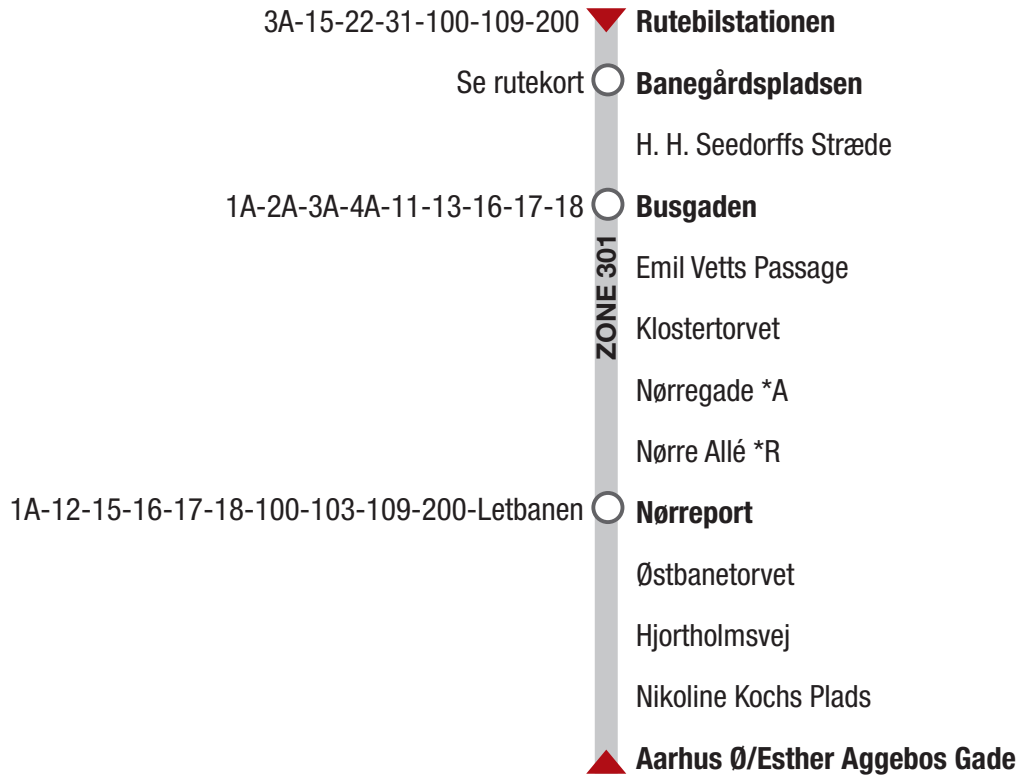 3A-15-22-31-100-109-200 Rutebilstationen
Se rutekort Banegårdspladsen
H. H. Seedorffs Stræde
1A-2A-3A-4A-11-13-16-17-18 Busgaden
ZONE 301
Emil Vetts Passage
Klostertorvet
Nørregade *A
Nørre Allé *R
1A-12-15-16-17-18-100-103-109-200-Letbanen Nørreport
Østbanetorvet
Hjortholmsvej
Nikoline Kochs Plads
Aarhus Ø/Esther Aggebos Gade